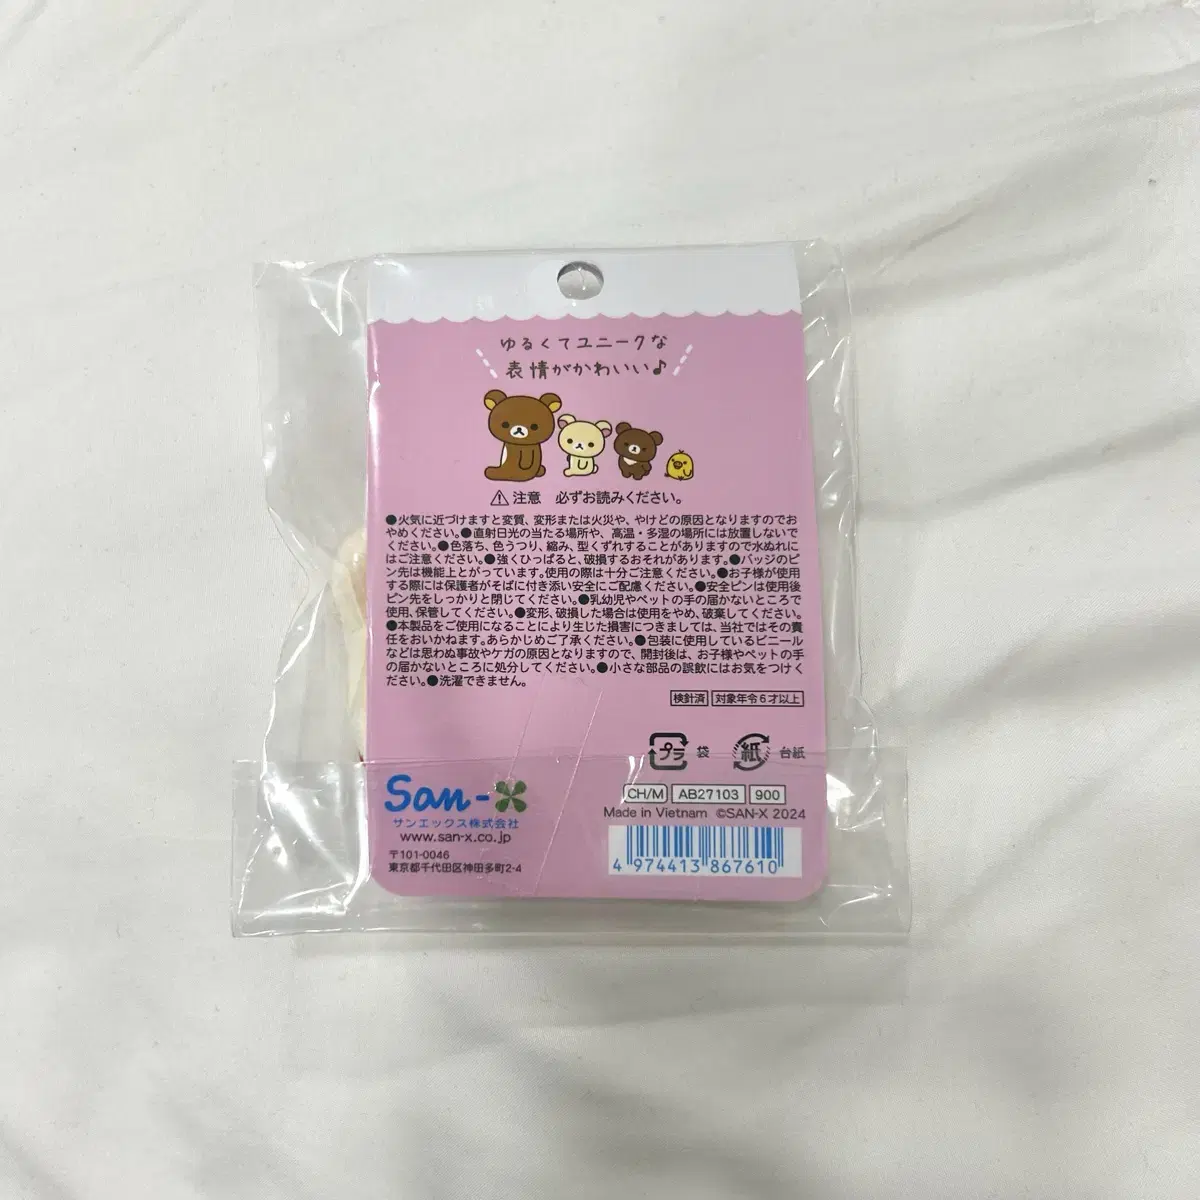 ゆるくてユニークな
表情がかわいい♪
⚠注意 必ずお読みください。
●火気に近づけますと変質、変形または火災や、やけどの原因となりますのでお
やめください。●直射日光の当たる場所や、高温・多湿の場所には放置しないで
ください。●色落ち、色うつり、縮み、型くずれすることがありますので水ぬれに
はご注意ください。●強くひっぱると、破損するおそれがあります。●バッジのピ
ン先は機能上とがっています。使用の際は十分ご注意ください。●お子様が使用
する際には保護者がそばに付き添い安全にご配慮ください。●安全ピンは使用後
ピン先をしっかりと閉じてください。●乳幼児やペットの手の届かないところで
使用、保管してください。●変形、破損した場合は使用をやめ、破棄してください。
●本製品をご使用になることにより生じた損害につきましては、当社ではその責
任をおいかねます。あらかじめご了承ください。●包装に使用しているビニール
などは思わぬ事故やケガの原因となりますので、開封後は、お子様やペットの手
の届かないところに処分してください。●小さな部品の誤飲にはお気をつけく
ださい。●洗濯できません。
検針済 対象年令6才以上
プラ 袋 紙 台紙
San-
サンエックス株式会社
www.san-x.co.jp
〒101-0046
東京都千代田区神田多町2-4
CH/M AB27103 900
Made in Vietnam ©SAN-X 2024
4 974413 867610